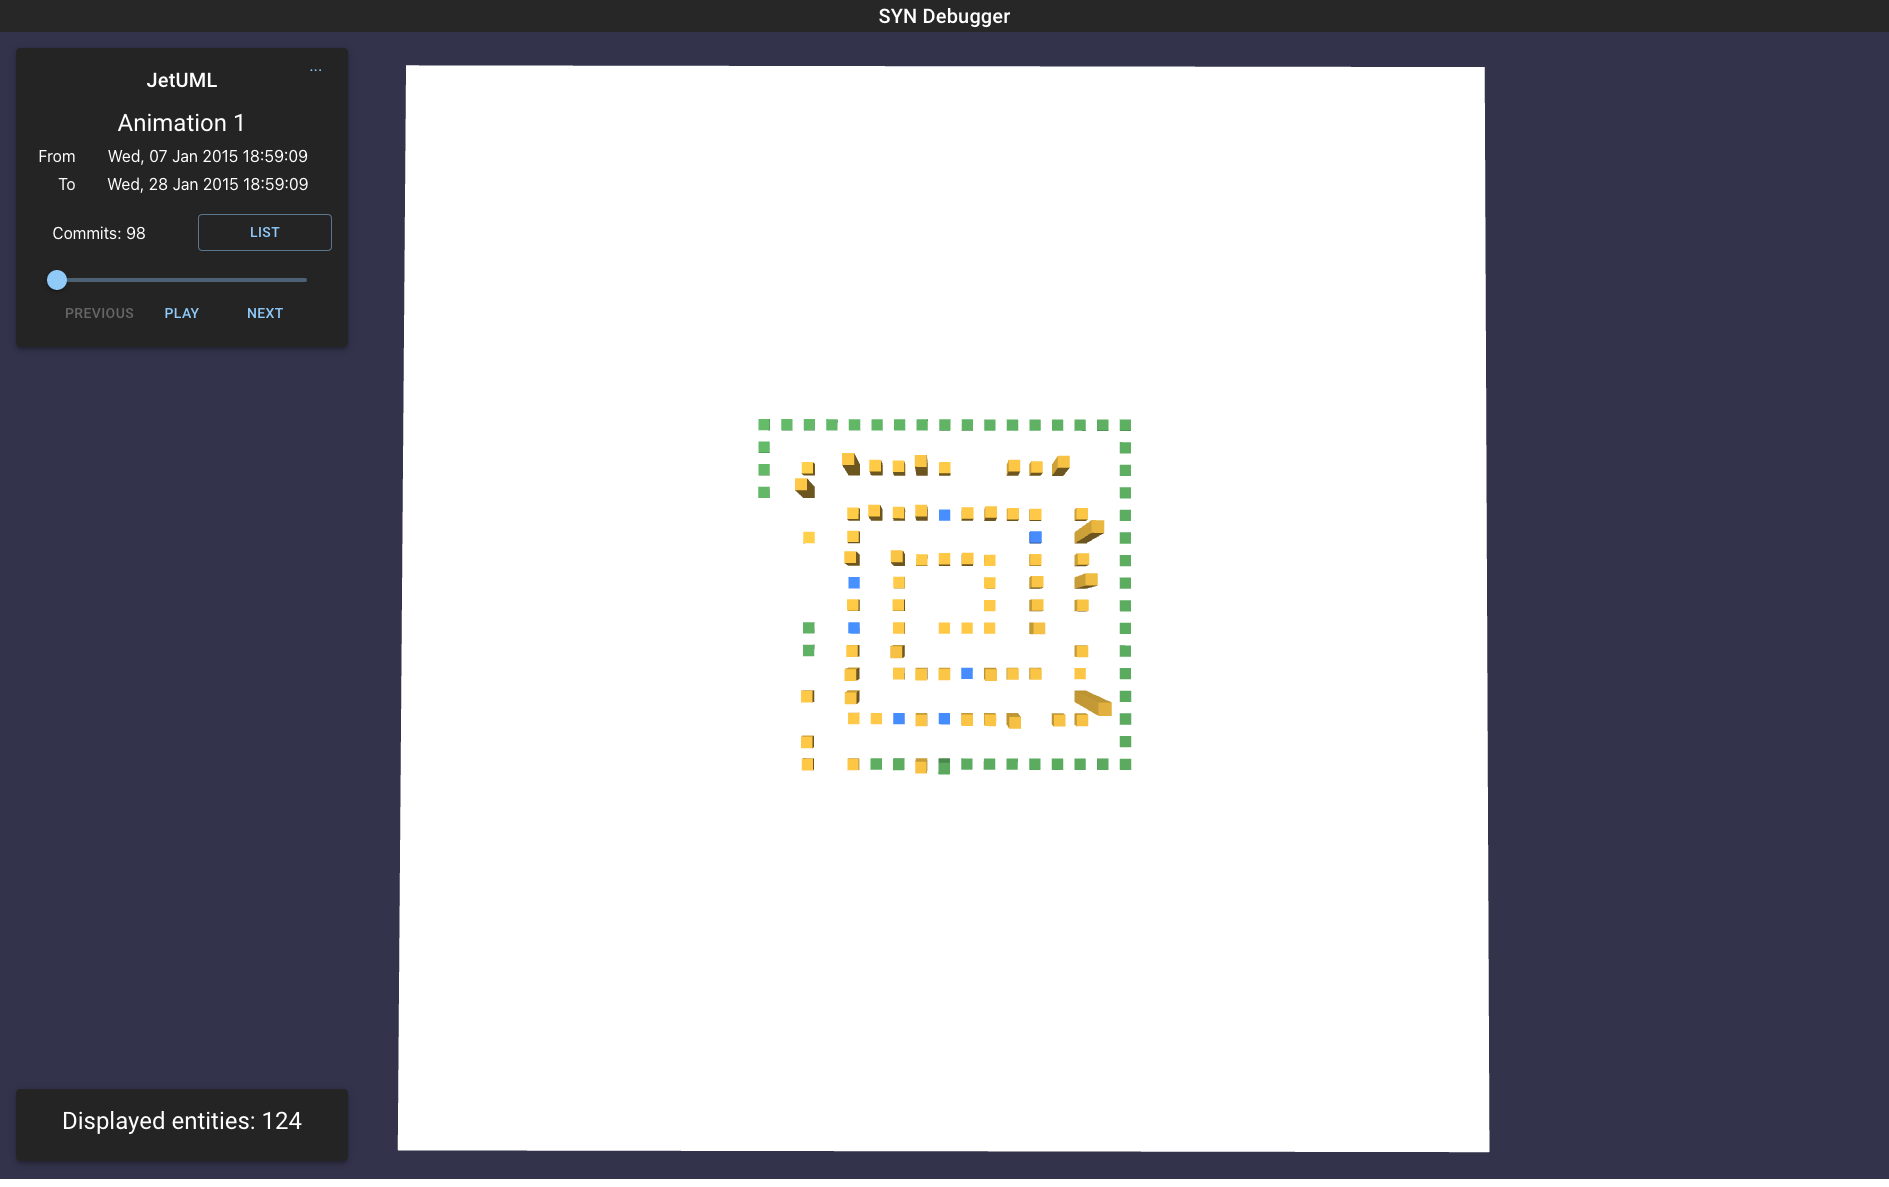 SYN Debugger
...
JetUML
Animation 1
From Wed, 07 Jan 2015 18:59:09
To Wed, 28 Jan 2015 18:59:09
Commits: 98 LIST
PREVIOUS PLAY NEXT
Displayed entities: 124